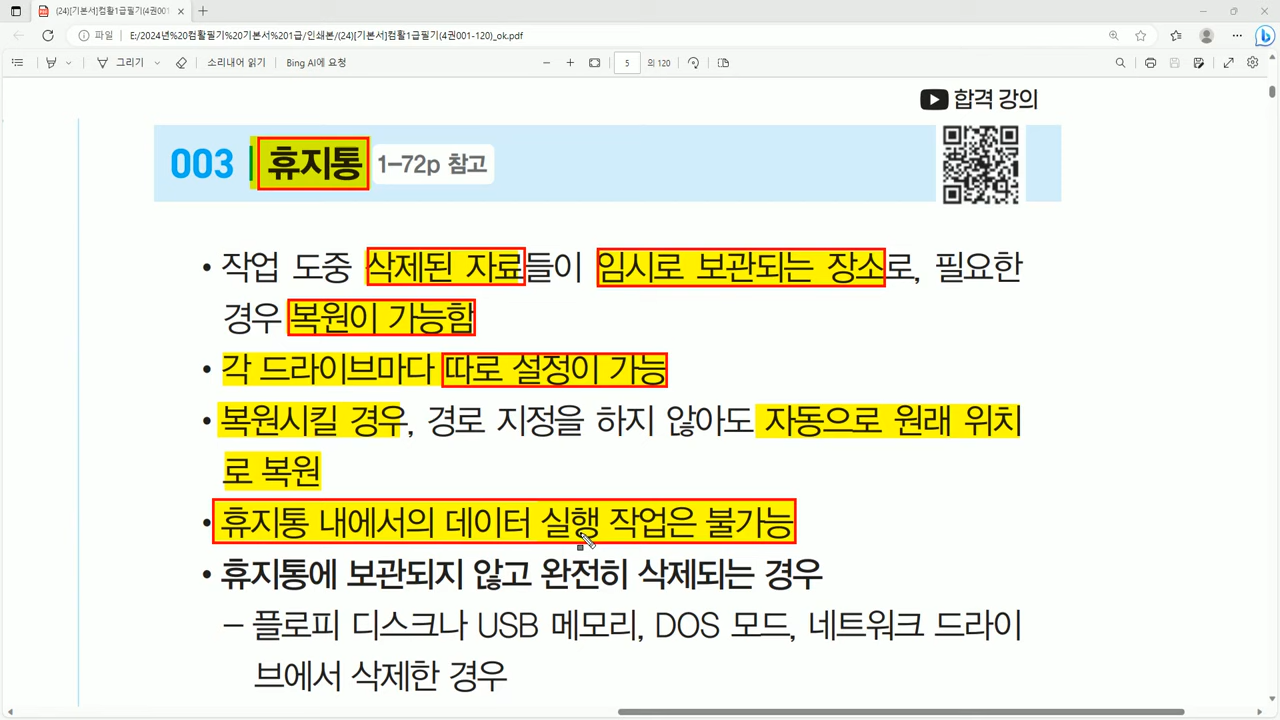 (24)[기본서]컴활1급필기(4권001
파일
E:/2024년%20컴활필기%20기본서%201급/인쇄본/(24)[기본서]컴활1급필기(4권001-120)_ok.pdf
그리기
소리내어 읽기
Bing AI에 요청
5
의 120
합격 강의
003 휴지통 1-72p 참고
• 작업 도중 삭제된 자료들이 임시로 보관되는 장소로, 필요한
경우 복원이 가능함
• 각 드라이브마다 따로 설정이 가능
• 복원시킬 경우, 경로 지정을 하지 않아도 자동으로 원래 위치
로 복원
• 휴지통 내에서의 데이터 실행 작업은 불가능
• 휴지통에 보관되지 않고 완전히 삭제되는 경우
– 플로피 디스크나 USB 메모리, DOS 모드, 네트워크 드라이
브에서 삭제한 경우